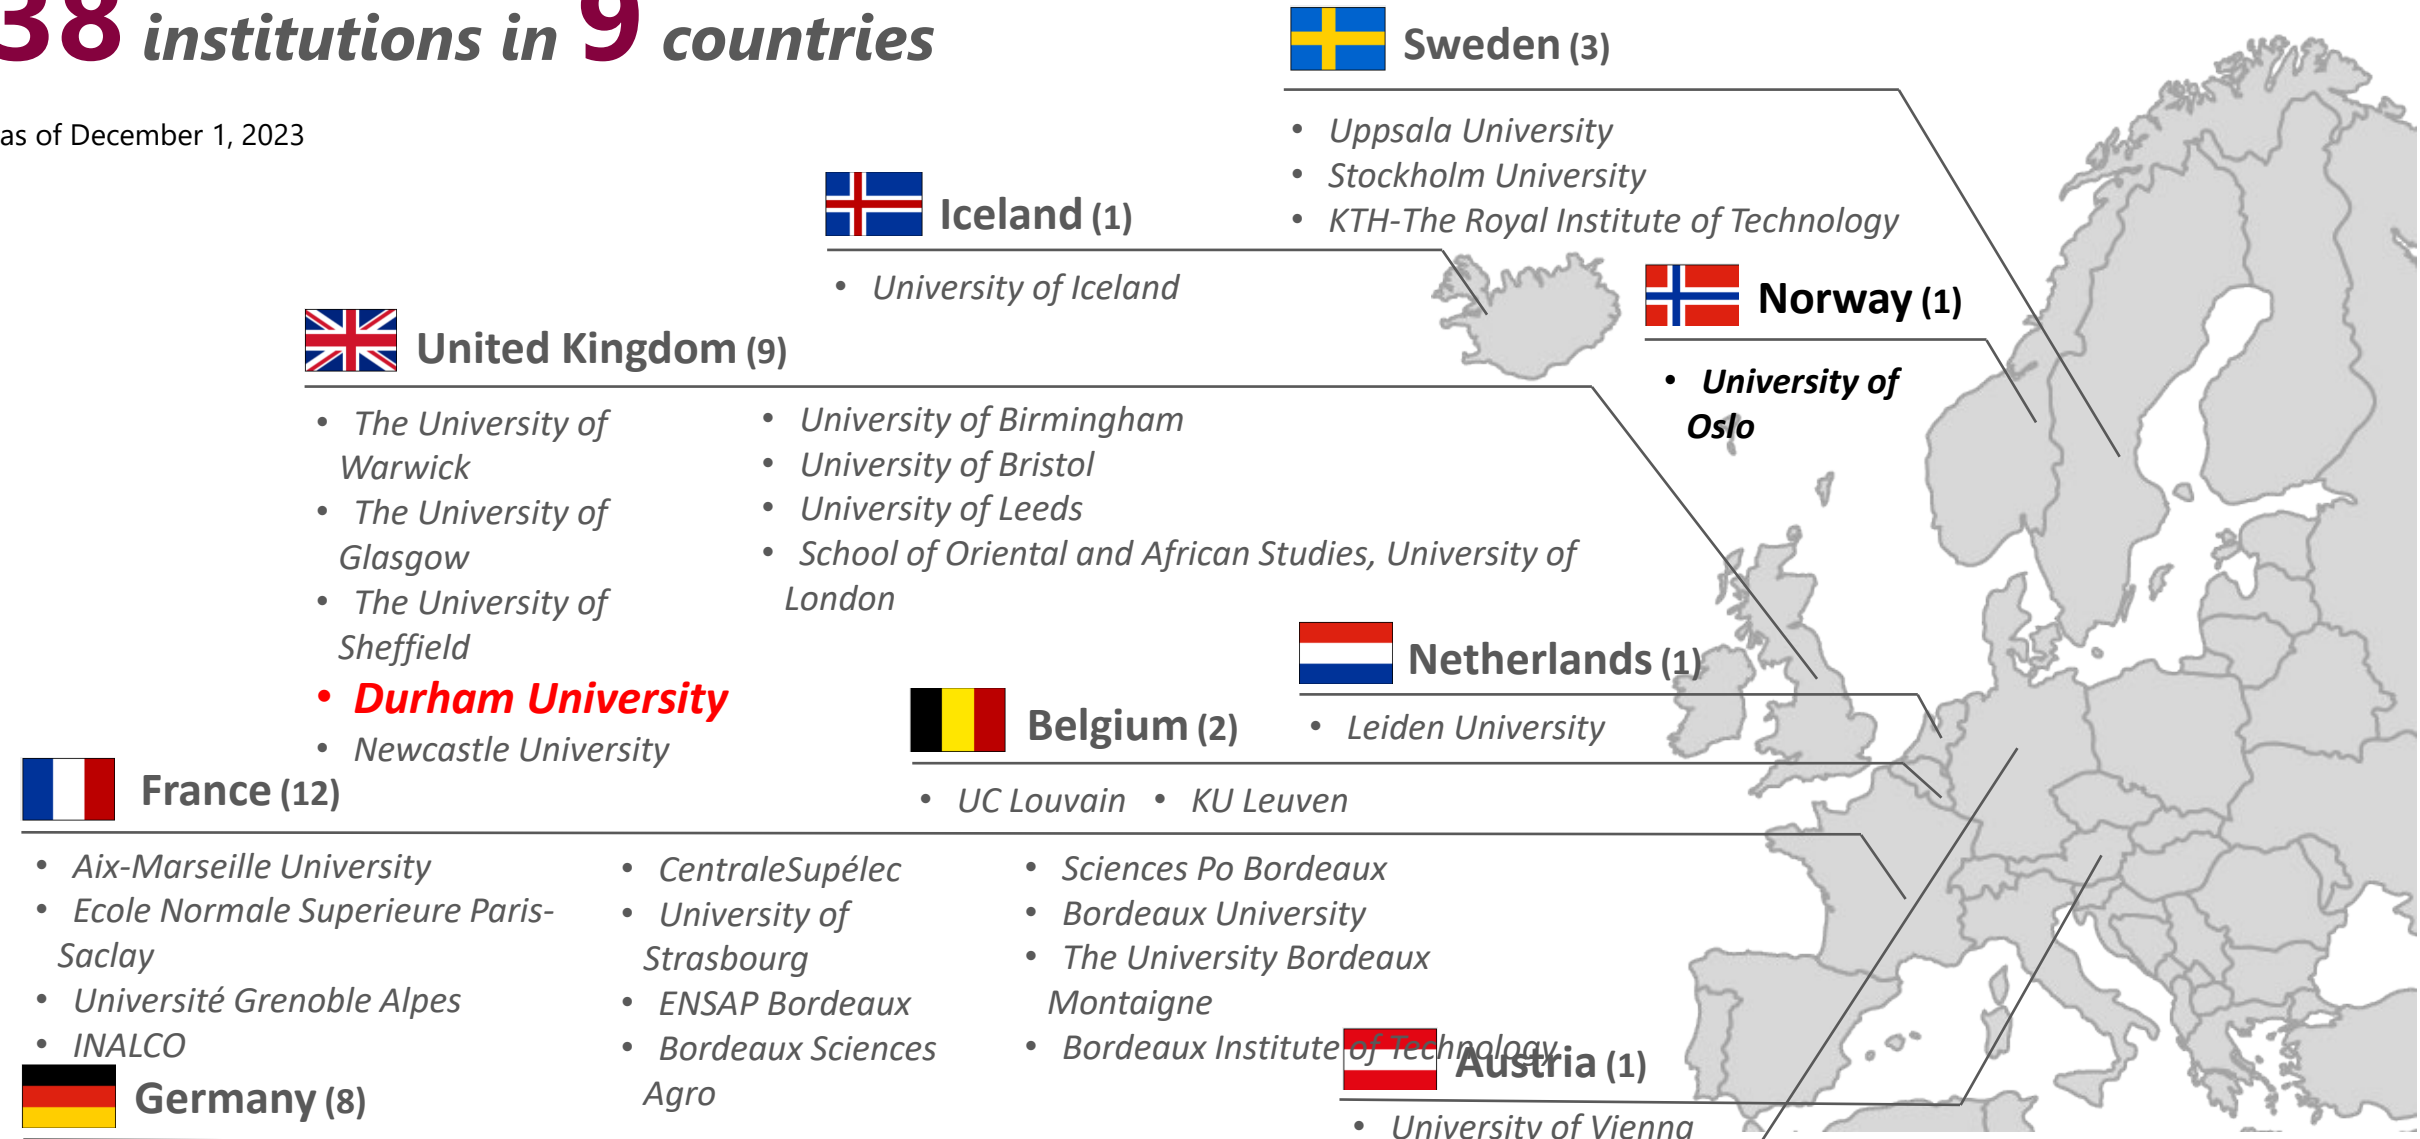 38 institutions in 9 countries
as of December 1, 2023
Sweden (3)
• Uppsala University
• Stockholm University
• KTH-The Royal Institute of Technology
Iceland (1)
• University of Iceland
Norway (1)
• University of
Oslo
United Kingdom (9)
• The University of
Warwick
• The University of
Glasgow
• The University of
Sheffield
• Durham University
• Newcastle University
• University of Birmingham
• University of Bristol
• University of Leeds
• School of Oriental and African Studies, University of
London
Netherlands (1)
• Leiden University
Belgium (2)
• UC Louvain • KU Leuven
France (12)
• Aix-Marseille University
• Ecole Normale Superieure Paris-
Saclay
• Université Grenoble Alpes
• INALCO
• CentraleSupélec
• University of
Strasbourg
• ENSAP Bordeaux
• Bordeaux Sciences
Agro
• Sciences Po Bordeaux
• Bordeaux University
• The University Bordeaux
Montaigne
• Bordeaux Institute of Technology
Austria (1)
• University of Vienna
Germany (8)